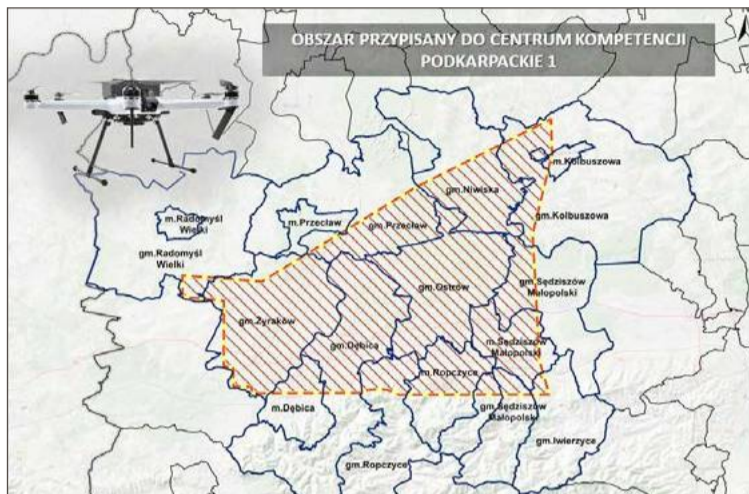 OBSZAR PRZYPISANY DO CENTRUM KOMPETENCJI
PODKARPACKIE 1
m.Kolbuszowa
gm.Niwiska
m.Radomyśl
Wielki
m.Przecław
gm.Przecław
gm.Kolbuszowa
gm.Radomyśl
Wielki
gm.Ostrów
gm.Sędziszów
Małopolski
gm.Żyraków
gm.Dębica
m.Sędziszów
Małopolski
m.Ropczyce
m.Dębica
gm.Sędziszów
Małopolski
gm.Iwierzyce
gm.Ropczyce